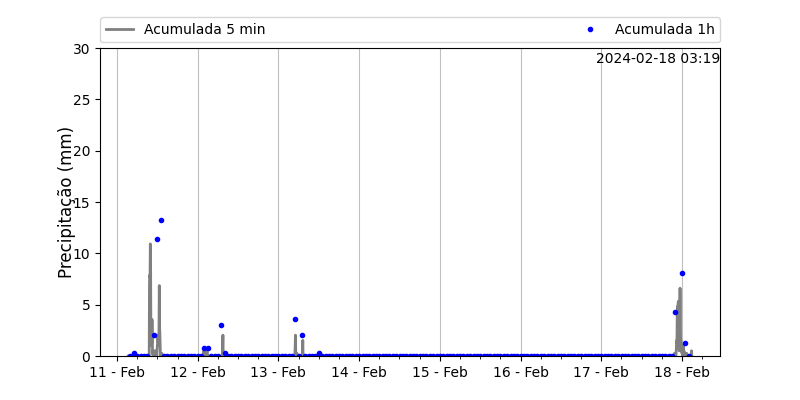 Acumulada 5 min
Acumulada 1h
2024-02-18 03:19
Precipitação (mm)
30
25
20
15
10
5
0
11 - Feb
12 - Feb
13 - Feb
14 - Feb
15 - Feb
16 - Feb
17 - Feb
18 - Feb